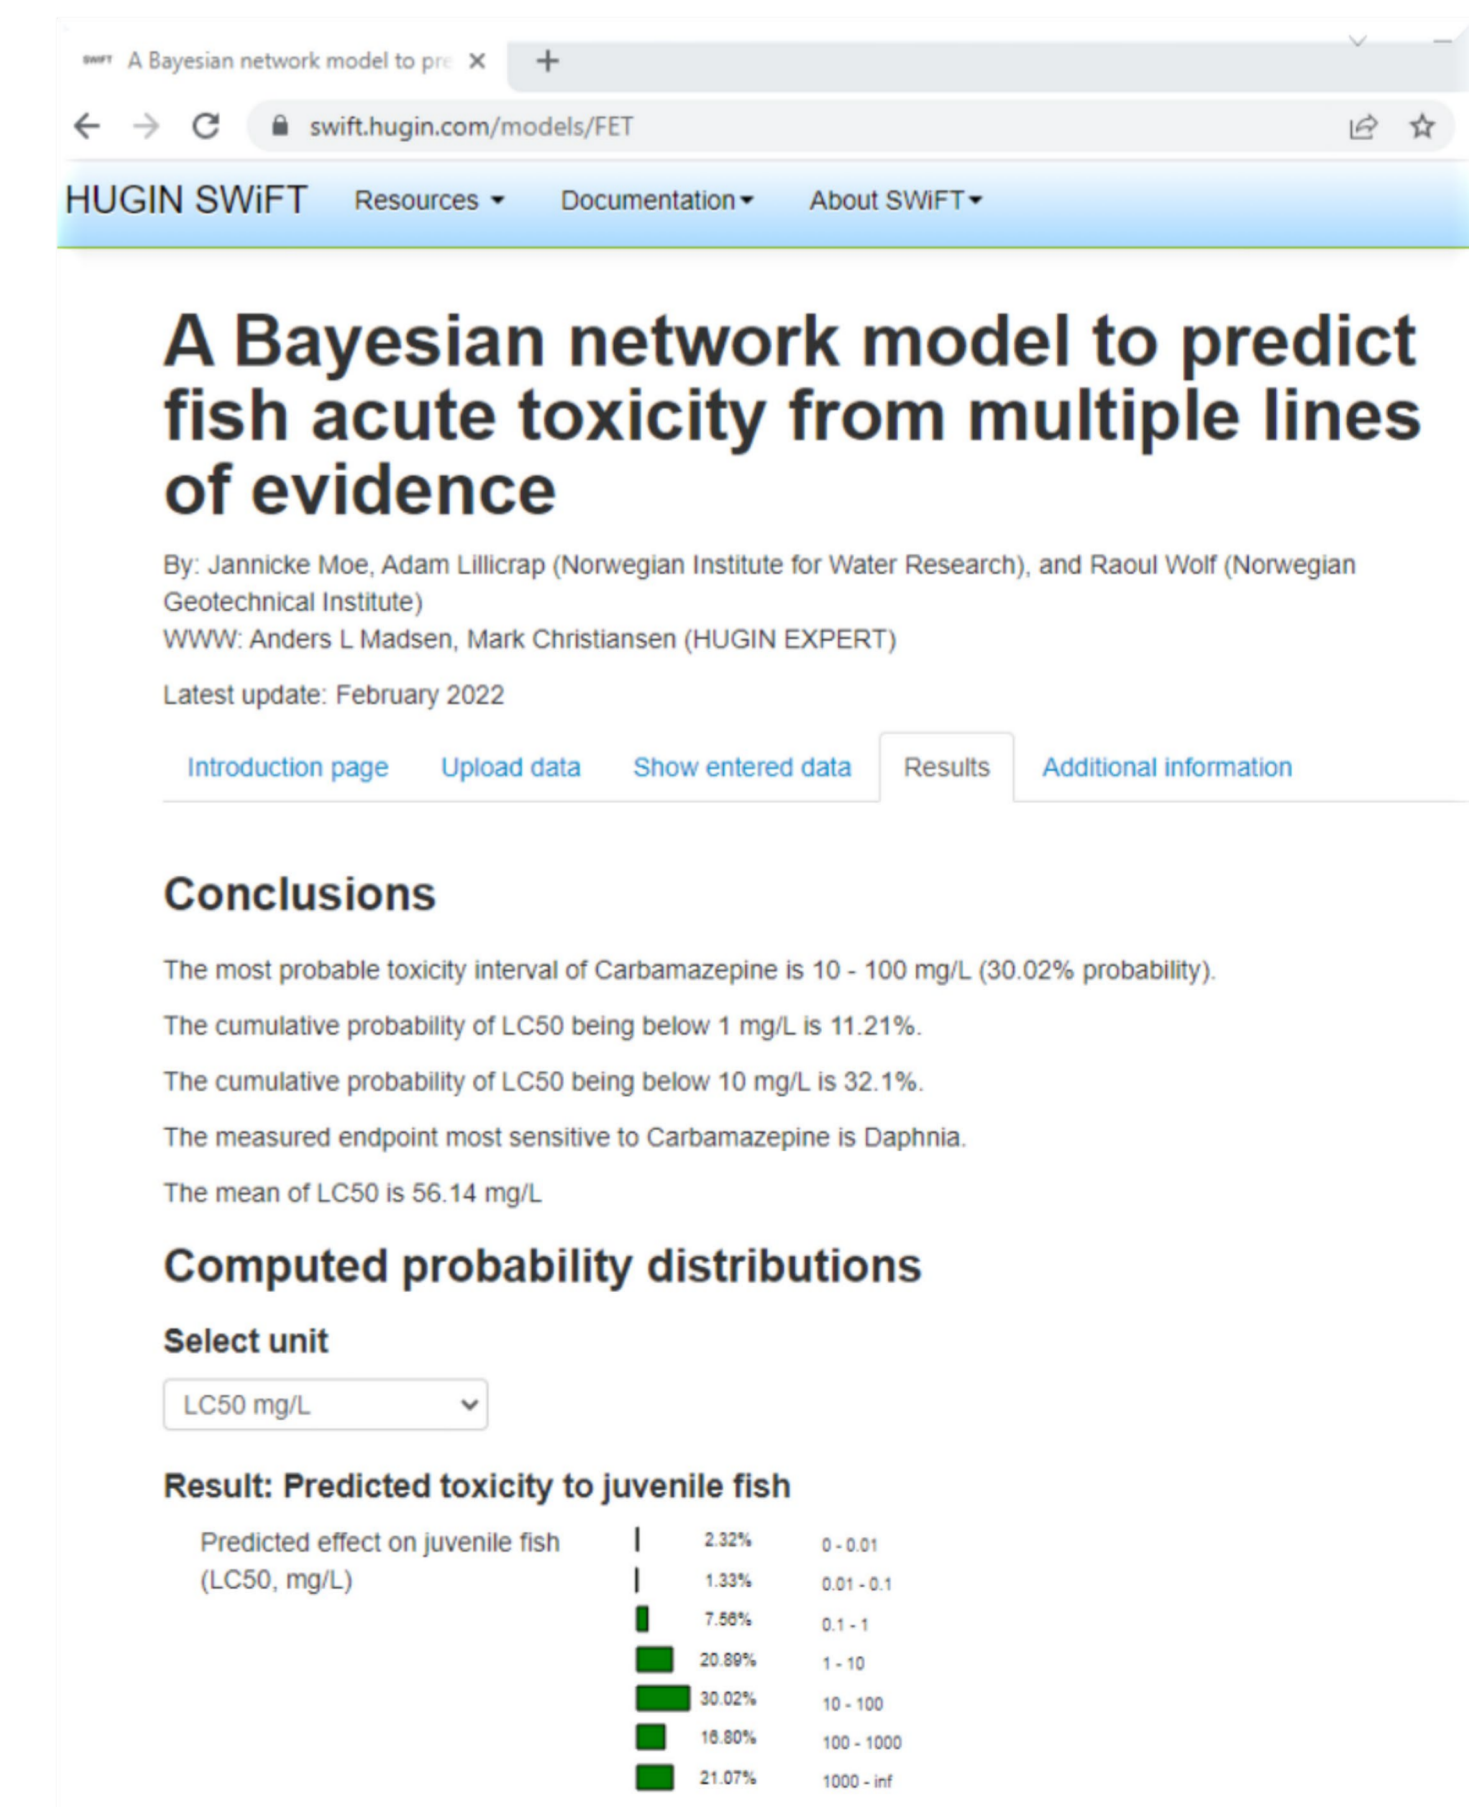 SWIFT A Bayesian network model to pre
swift.hugin.com/models/FET
HUGIN SWiFT Resources Documentation About SWiFT
A Bayesian network model to predict
fish acute toxicity from multiple lines
of evidence
By: Jannicke Moe, Adam Lillicrap (Norwegian Institute for Water Research), and Raoul Wolf (Norwegian
Geotechnical Institute)
WWW: Anders L Madsen, Mark Christiansen (HUGIN EXPERT)
Latest update: February 2022
Introduction page Upload data Show entered data Results Additional information
Conclusions
The most probable toxicity interval of Carbamazepine is 10 - 100 mg/L (30.02% probability).
The cumulative probability of LC50 being below 1 mg/L is 11.21%.
The cumulative probability of LC50 being below 10 mg/L is 32.1%.
The measured endpoint most sensitive to Carbamazepine is Daphnia.
The mean of LC50 is 56.14 mg/L
Computed probability distributions
Select unit
LC50 mg/L
Result: Predicted toxicity to juvenile fish
Predicted effect on juvenile fish
(LC50, mg/L)
2.32% 0 - 0.01
1.33% 0.01 - 0.1
7.56% 0.1 - 1
20.89% 1 - 10
30.02% 10 - 100
16.80% 100 - 1000
21.07% 1000 - inf